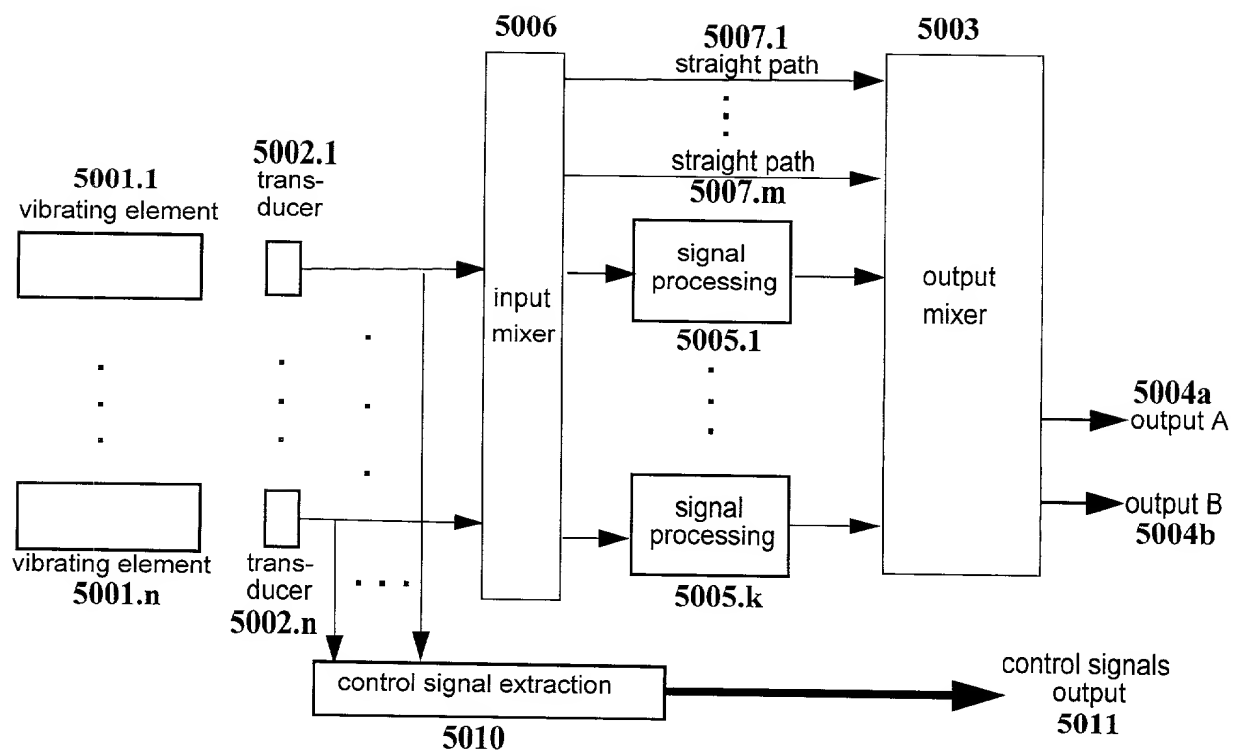 5006
5007.1
straight path
5003
5002.1
trans-
ducer
straight path
5007.m
5001.1
vibrating element
signal
processing
5005.1
input
mixer
output
mixer
5004a
output A
signal
processing
5005.k
output B
5004b
vibrating element
5001.n
trans-
ducer
5002.n
control signal extraction
5010
control signals
output
5011